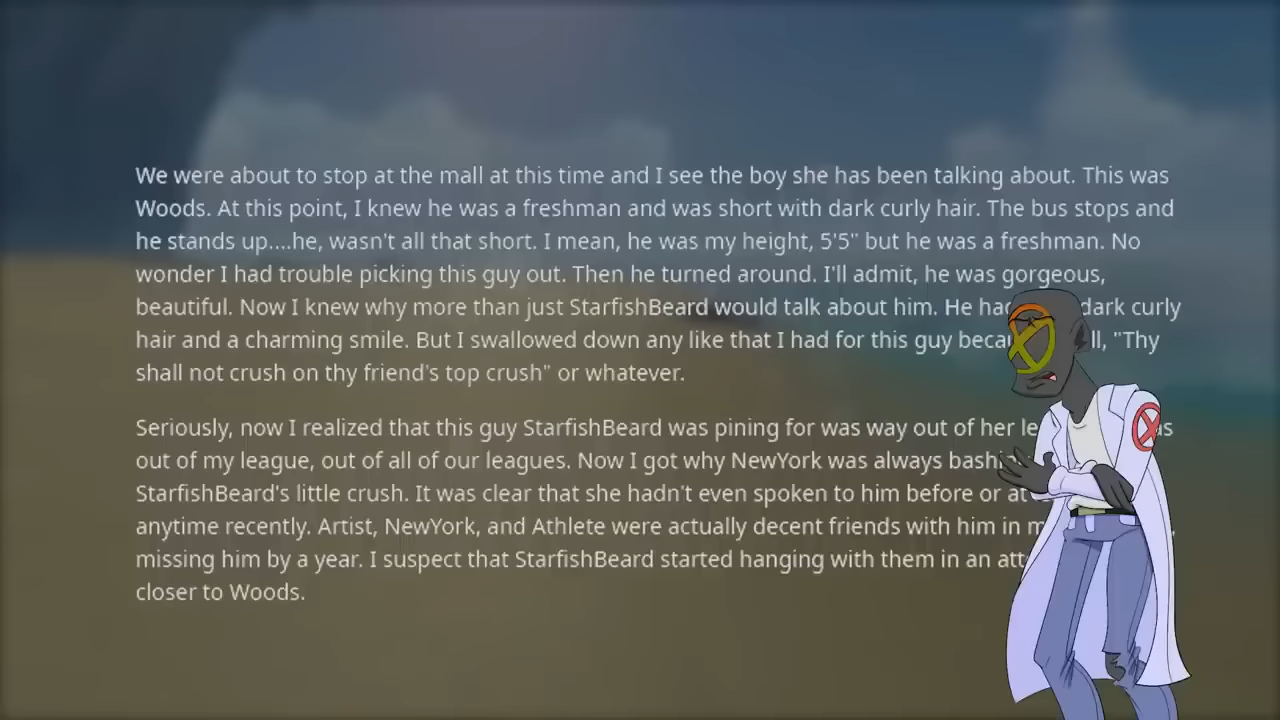 We were about to stop at the mall at this time and I see the boy she has been talking about. This was
Woods. At this point, I knew he was a freshman and was short with dark curly hair. The bus stops and
he stands up....he, wasn't all that short. I mean, he was my height, 5'5" but he was a freshman. No
wonder I had trouble picking this guy out. Then he turned around. I'll admit, he was gorgeous,
beautiful. Now I knew why more than just StarfishBeard would talk about him. He had dark curly
hair and a charming smile. But I swallowed down any like that I had for this guy "Thy
shall not crush on thy friend's top crush" or whatever.
Seriously, now I realized that this guy StarfishBeard was pining for was way out of her
out of my league, out of all of our leagues. Now I got why NewYork was always
StarfishBeard's little crush. It was clear that she hadn't even spoken to him before or at
anytime recently. Artist, NewYork, and Athlete were actually decent friends with him in
missing him by a year. I suspect that StarfishBeard started hanging with them in an
closer to Woods.